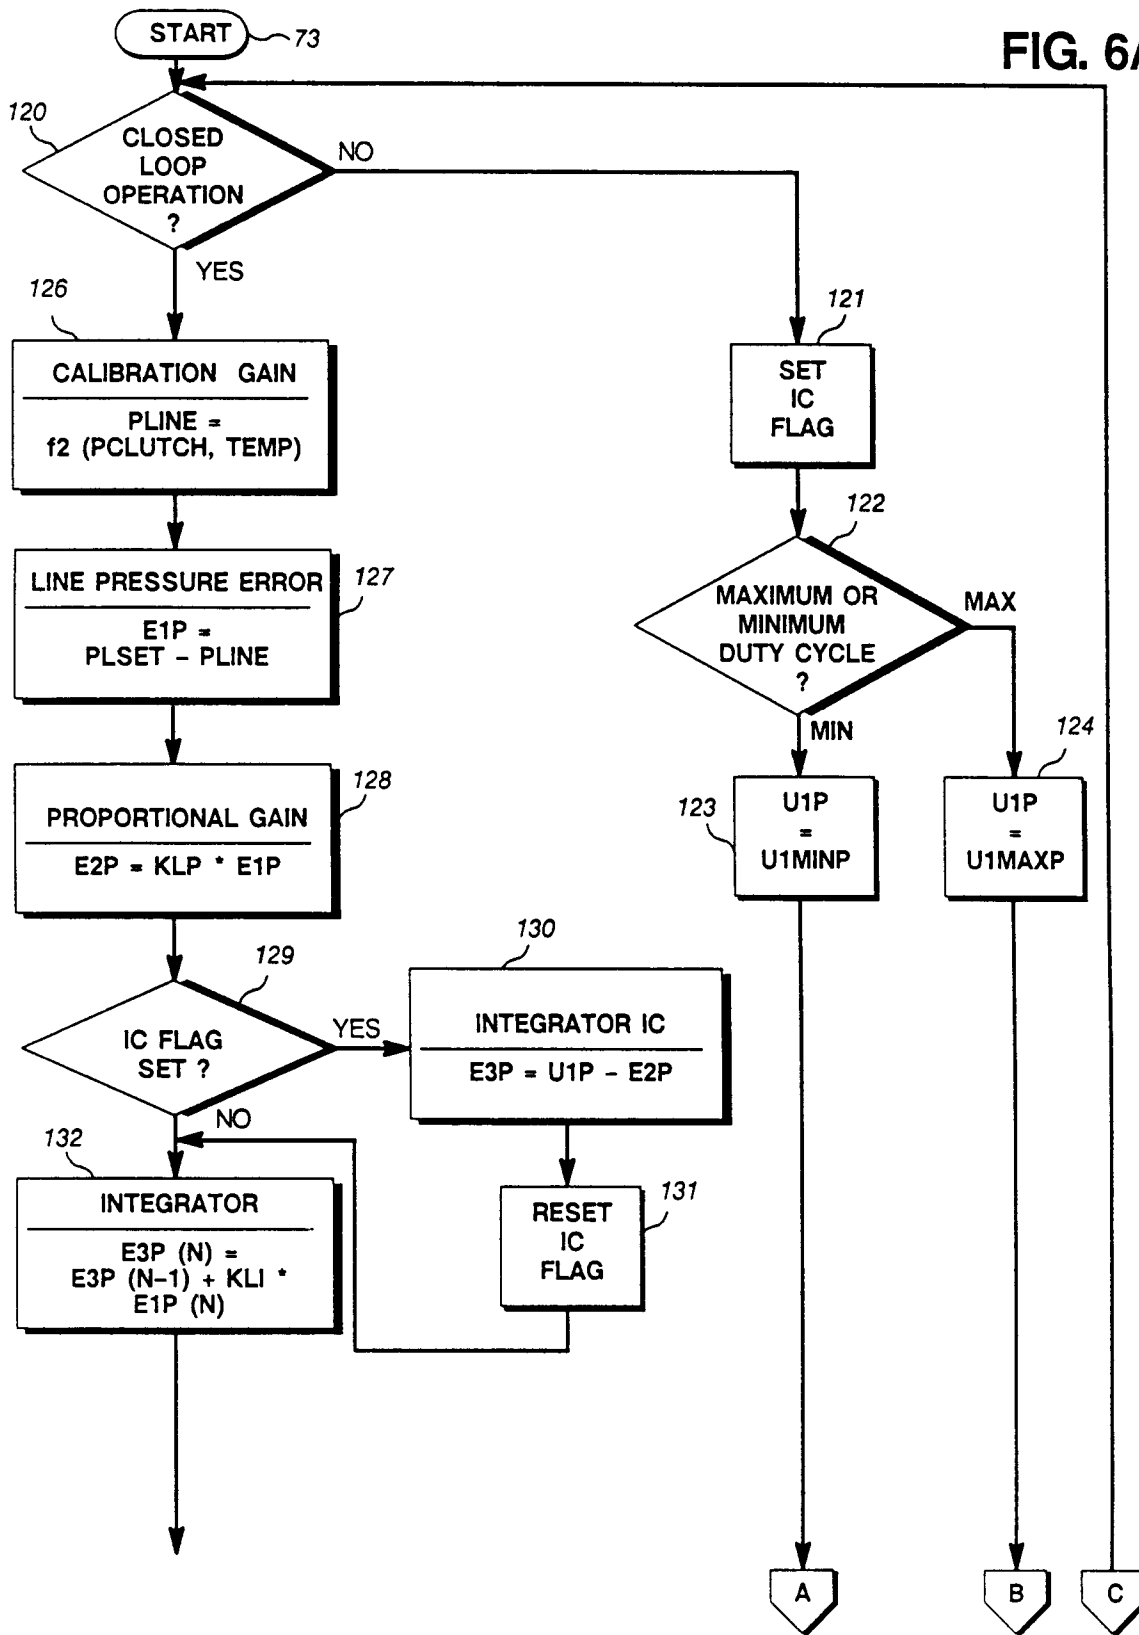 START
73
FIG. 6A
120
CLOSED
LOOP
OPERATION
?
NO
YES
126
CALIBRATION GAIN
PLINE =
f2 (PCLUTCH, TEMP)
121
SET
IC
FLAG
122
MAXIMUM OR
MINIMUM
DUTY CYCLE
?
MAX
MIN
LINE PRESSURE ERROR
127
E1P =
PLSET - PLINE
123
U1P
=
U1MINP
124
U1P
=
U1MAXP
128
PROPORTIONAL GAIN
E2P = KLP * E1P
129
IC FLAG
SET ?
YES
NO
130
INTEGRATOR IC
E3P = U1P - E2P
131
RESET
IC
FLAG
132
INTEGRATOR
E3P (N) =
E3P (N-1) + KLI *
E1P (N)
A
B
C